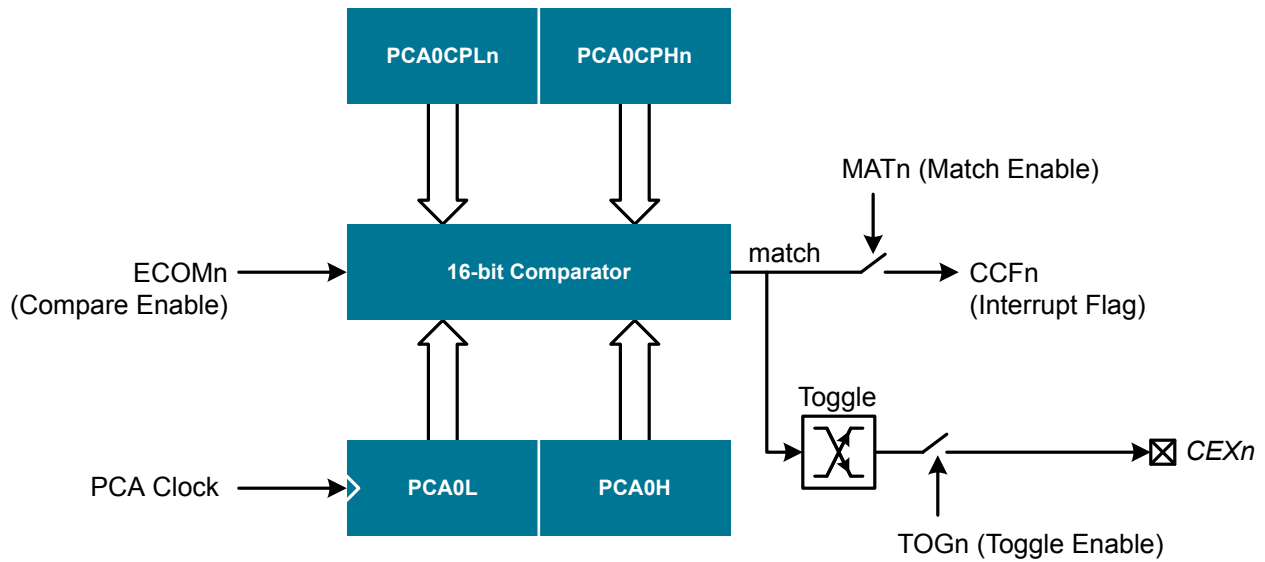 PCA0CPLn
PCA0CPHn
MATn (Match Enable)
ECOMn
(Compare Enable)
16-bit Comparator
match
CCFn
(Interrupt Flag)
Toggle
CEXn
PCA Clock
PCA0L
PCA0H
TOGn (Toggle Enable)